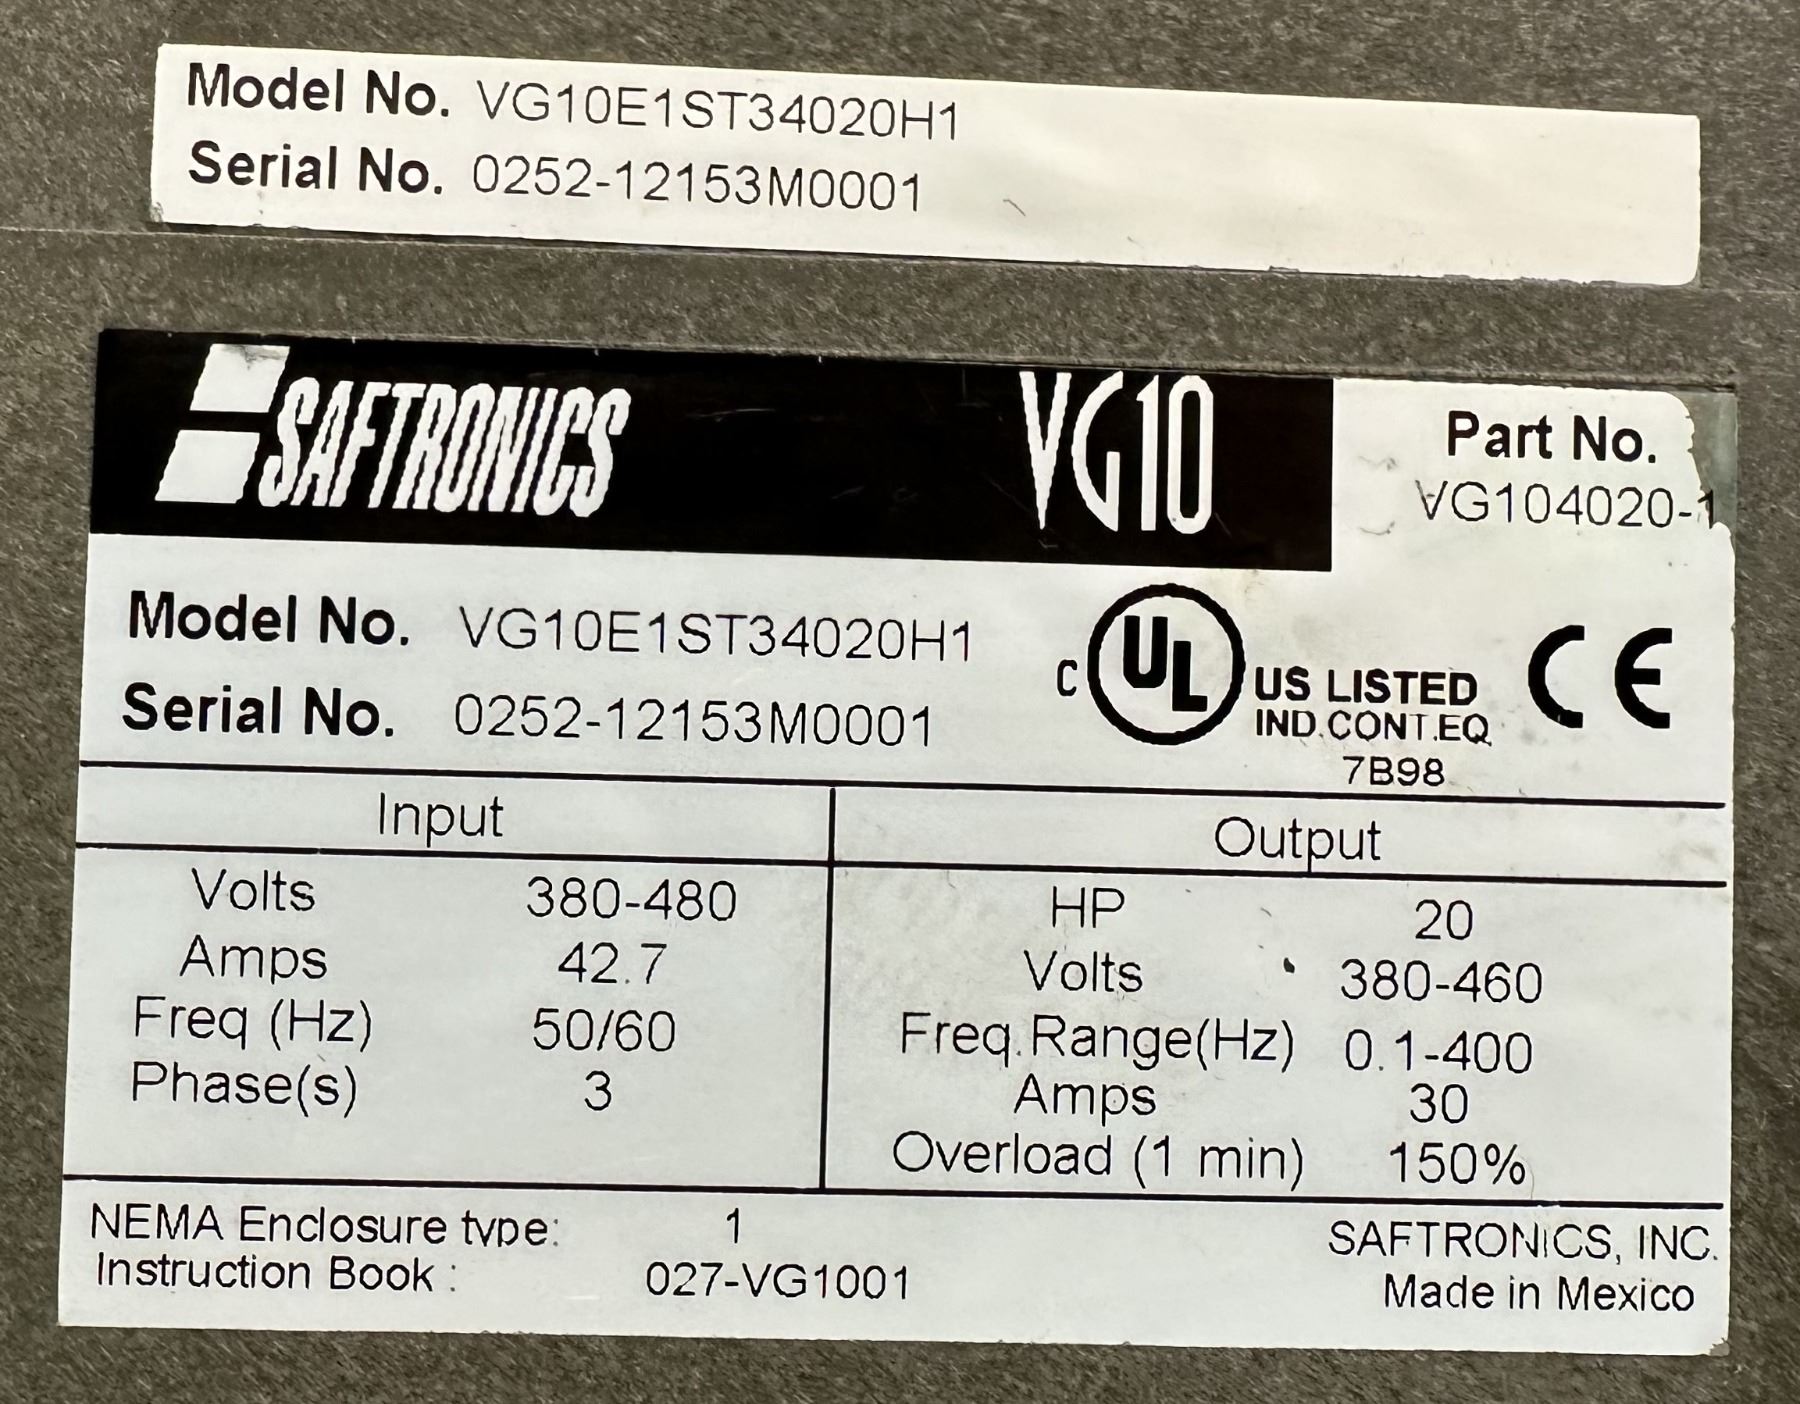 Model No. VG10E1ST34020H1
Serial No. 0252-12153M0001
SAFTRONICS VG10
Part No.
VG104020-1
Model No. VG10E1ST34020H1
Serial No. 0252-12153M0001
C UL US LISTED
IND.CONT.EQ
7B98
CE
Input
Volts 380-480
Amps 42.7
Freq (Hz) 50/60
Phase(s) 3
Output
HP 20
Volts 380-460
Freq.Range(Hz) 0.1-400
Amps 30
Overload (1 min) 150%
NEMA Enclosure type: 1
Instruction Book : 027-VG1001
SAFTRONICS, INC.
Made in Mexico